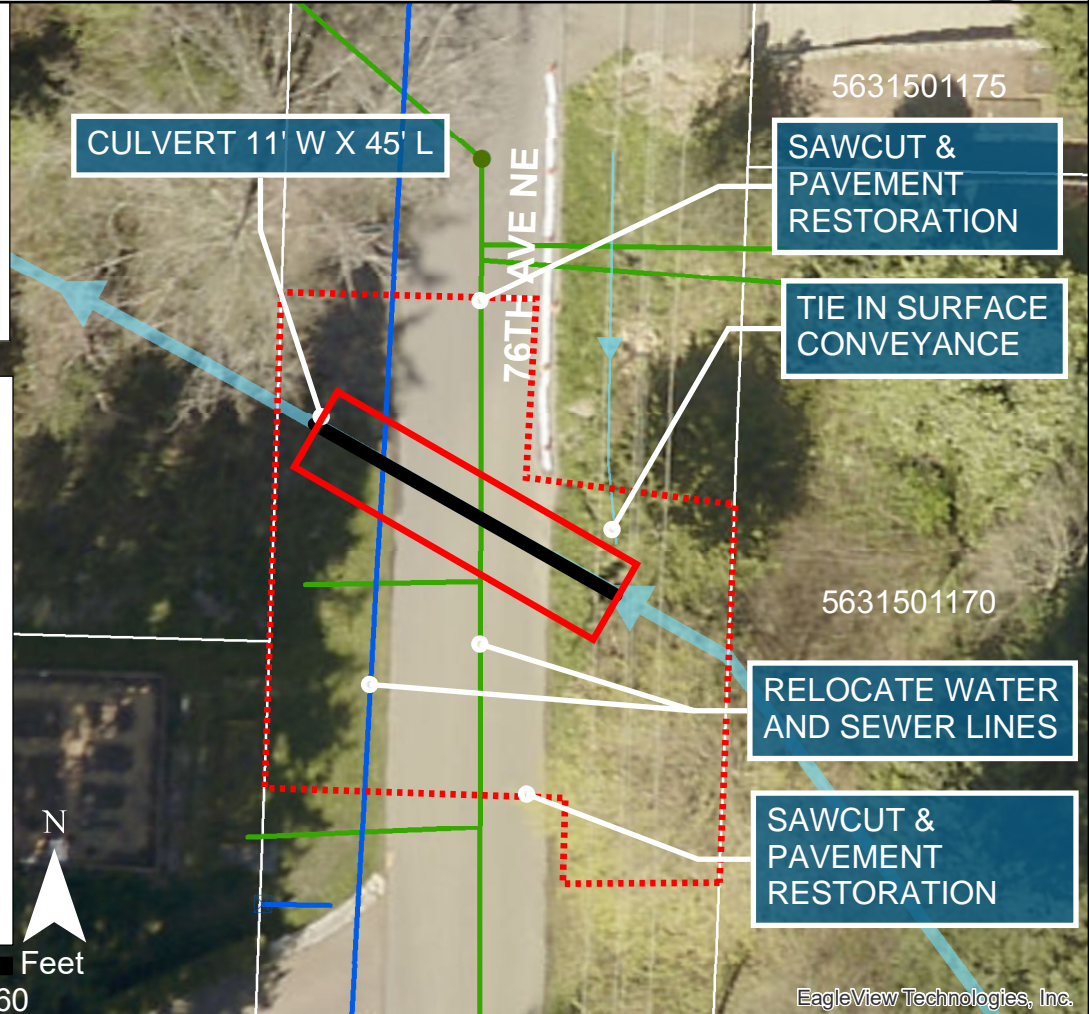 5631501175
CULVERT 11' W X 45' L
SAWCUT &
PAVEMENT
RESTORATION
76TH AVE NE
TIE IN SURFACE
CONVEYANCE
5631501170
RELOCATE WATER
AND SEWER LINES
SAWCUT &
PAVEMENT
RESTORATION
N
Feet
60
EagleView Technologies, Inc.